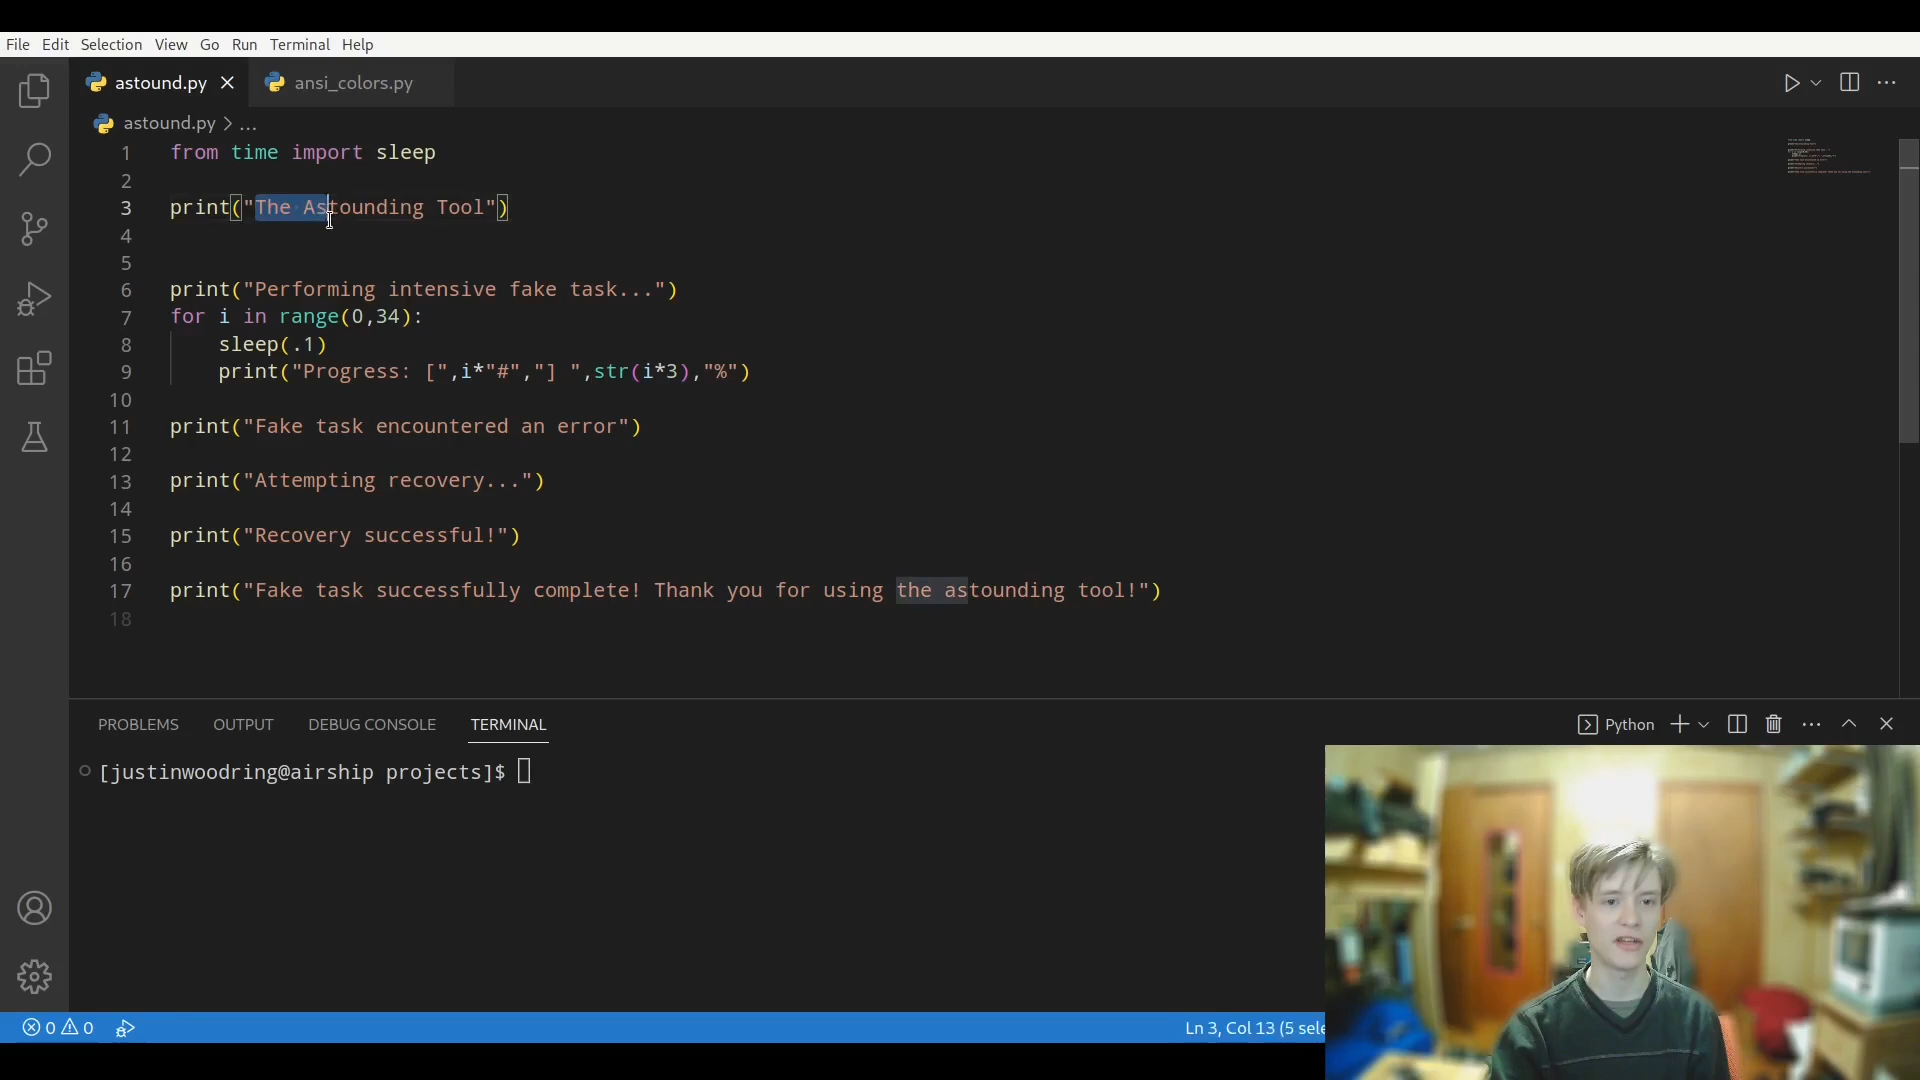 File Edit Selection View Go Run Terminal Help
astound.py ansi_colors.py
astound.py > ...
1 from time import sleep
2
3 print("The Astounding Tool")
4
5
6 print("Performing intensive fake task...")
7 for i in range(0,34):
8 sleep(.1)
9 print("Progress: [",i*"#","] ",str(i*3),"%")
10
11 print("Fake task encountered an error")
12
13 print("Attempting recovery...")
14
15 print("Recovery successful!")
16
17 print("Fake task successfully complete! Thank you for using the astounding tool!")
18
PROBLEMS OUTPUT DEBUG CONSOLE TERMINAL Python
[justinwoodring@airship projects]$
0 0 Ln 3, Col 13 (5 sele